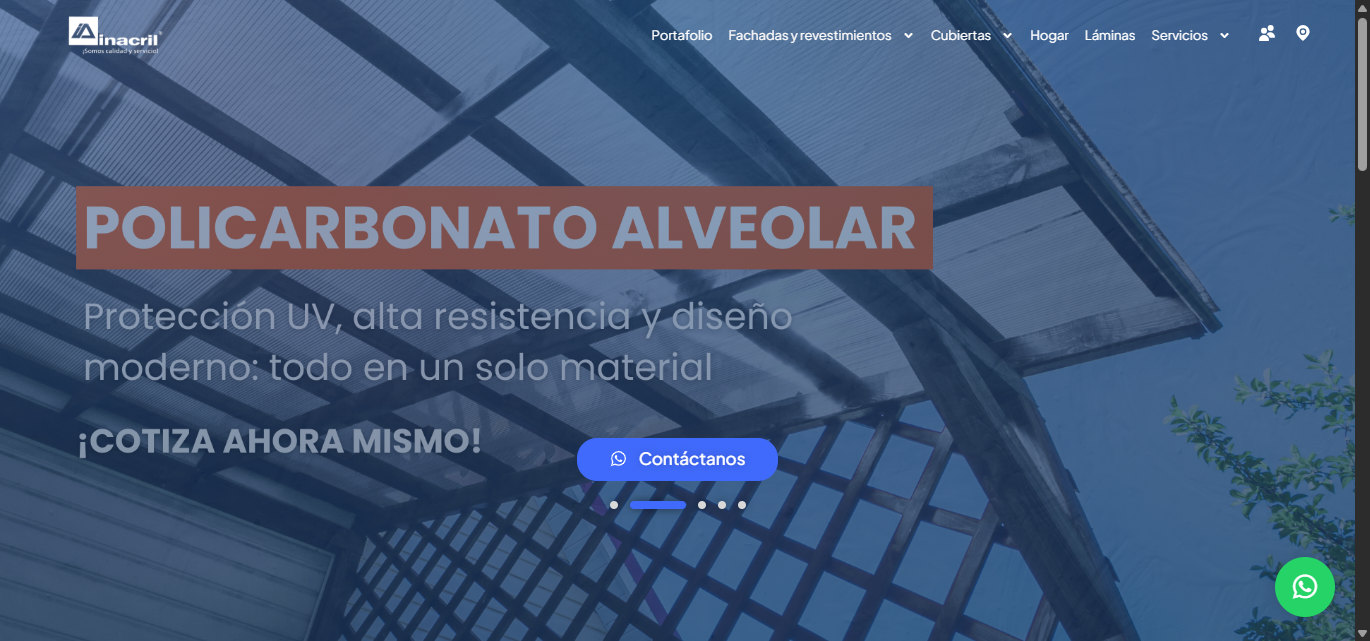 inacril
¡Somos calidad y servicio!
Portafolio
Fachadas y revestimientos
Cubiertas
Hogar
Láminas
Servicios
POLICARBONATO ALVEOLAR
Protección UV, alta resistencia y diseño
moderno: todo en un solo material
¡COTIZA AHORA MISMO!
Contáctanos